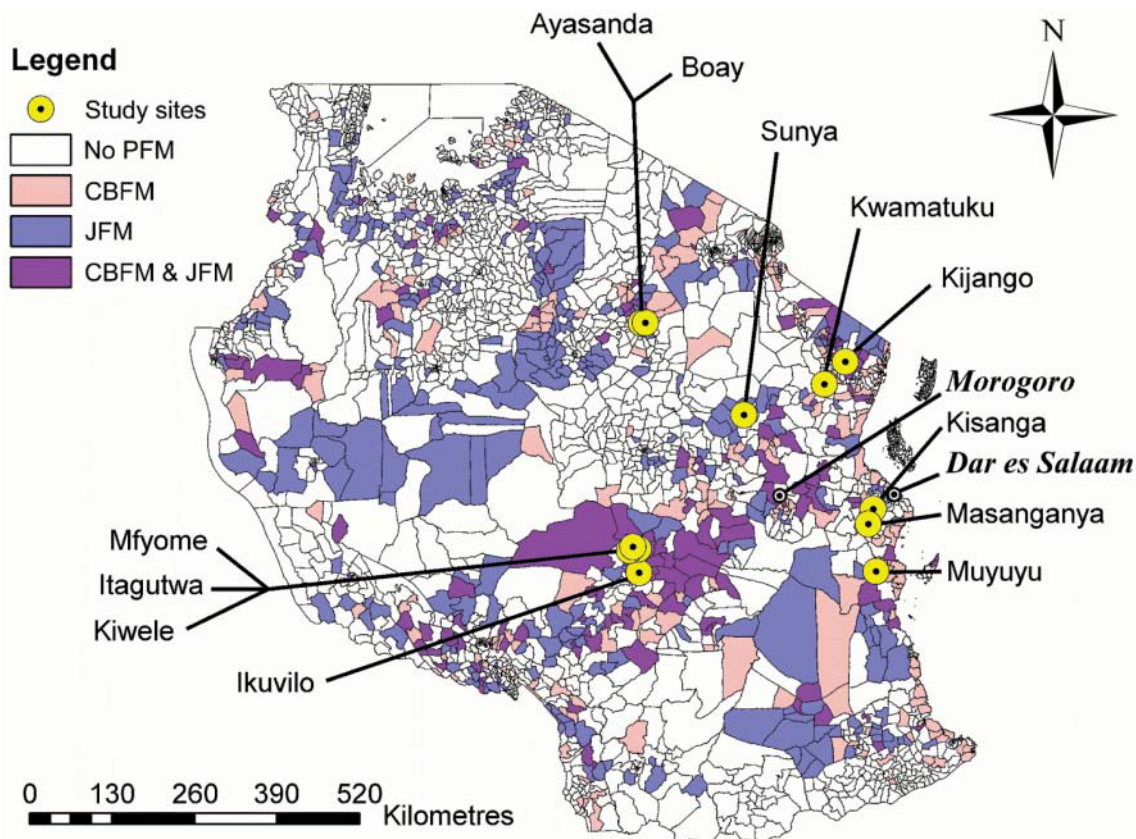 Legend
Study sites
No PFM
CBFM
JFM
CBFM & JFM
Ayasanda
Boay
N
Sunya
Kwamatuku
Kijango
Morogoro
Kisanga
Dar es Salaam
Masanganya
Muyuyu
Mfyome
Itagutwa
Kiwele
Ikuvilo
0 130 260 390 520
Kilometres